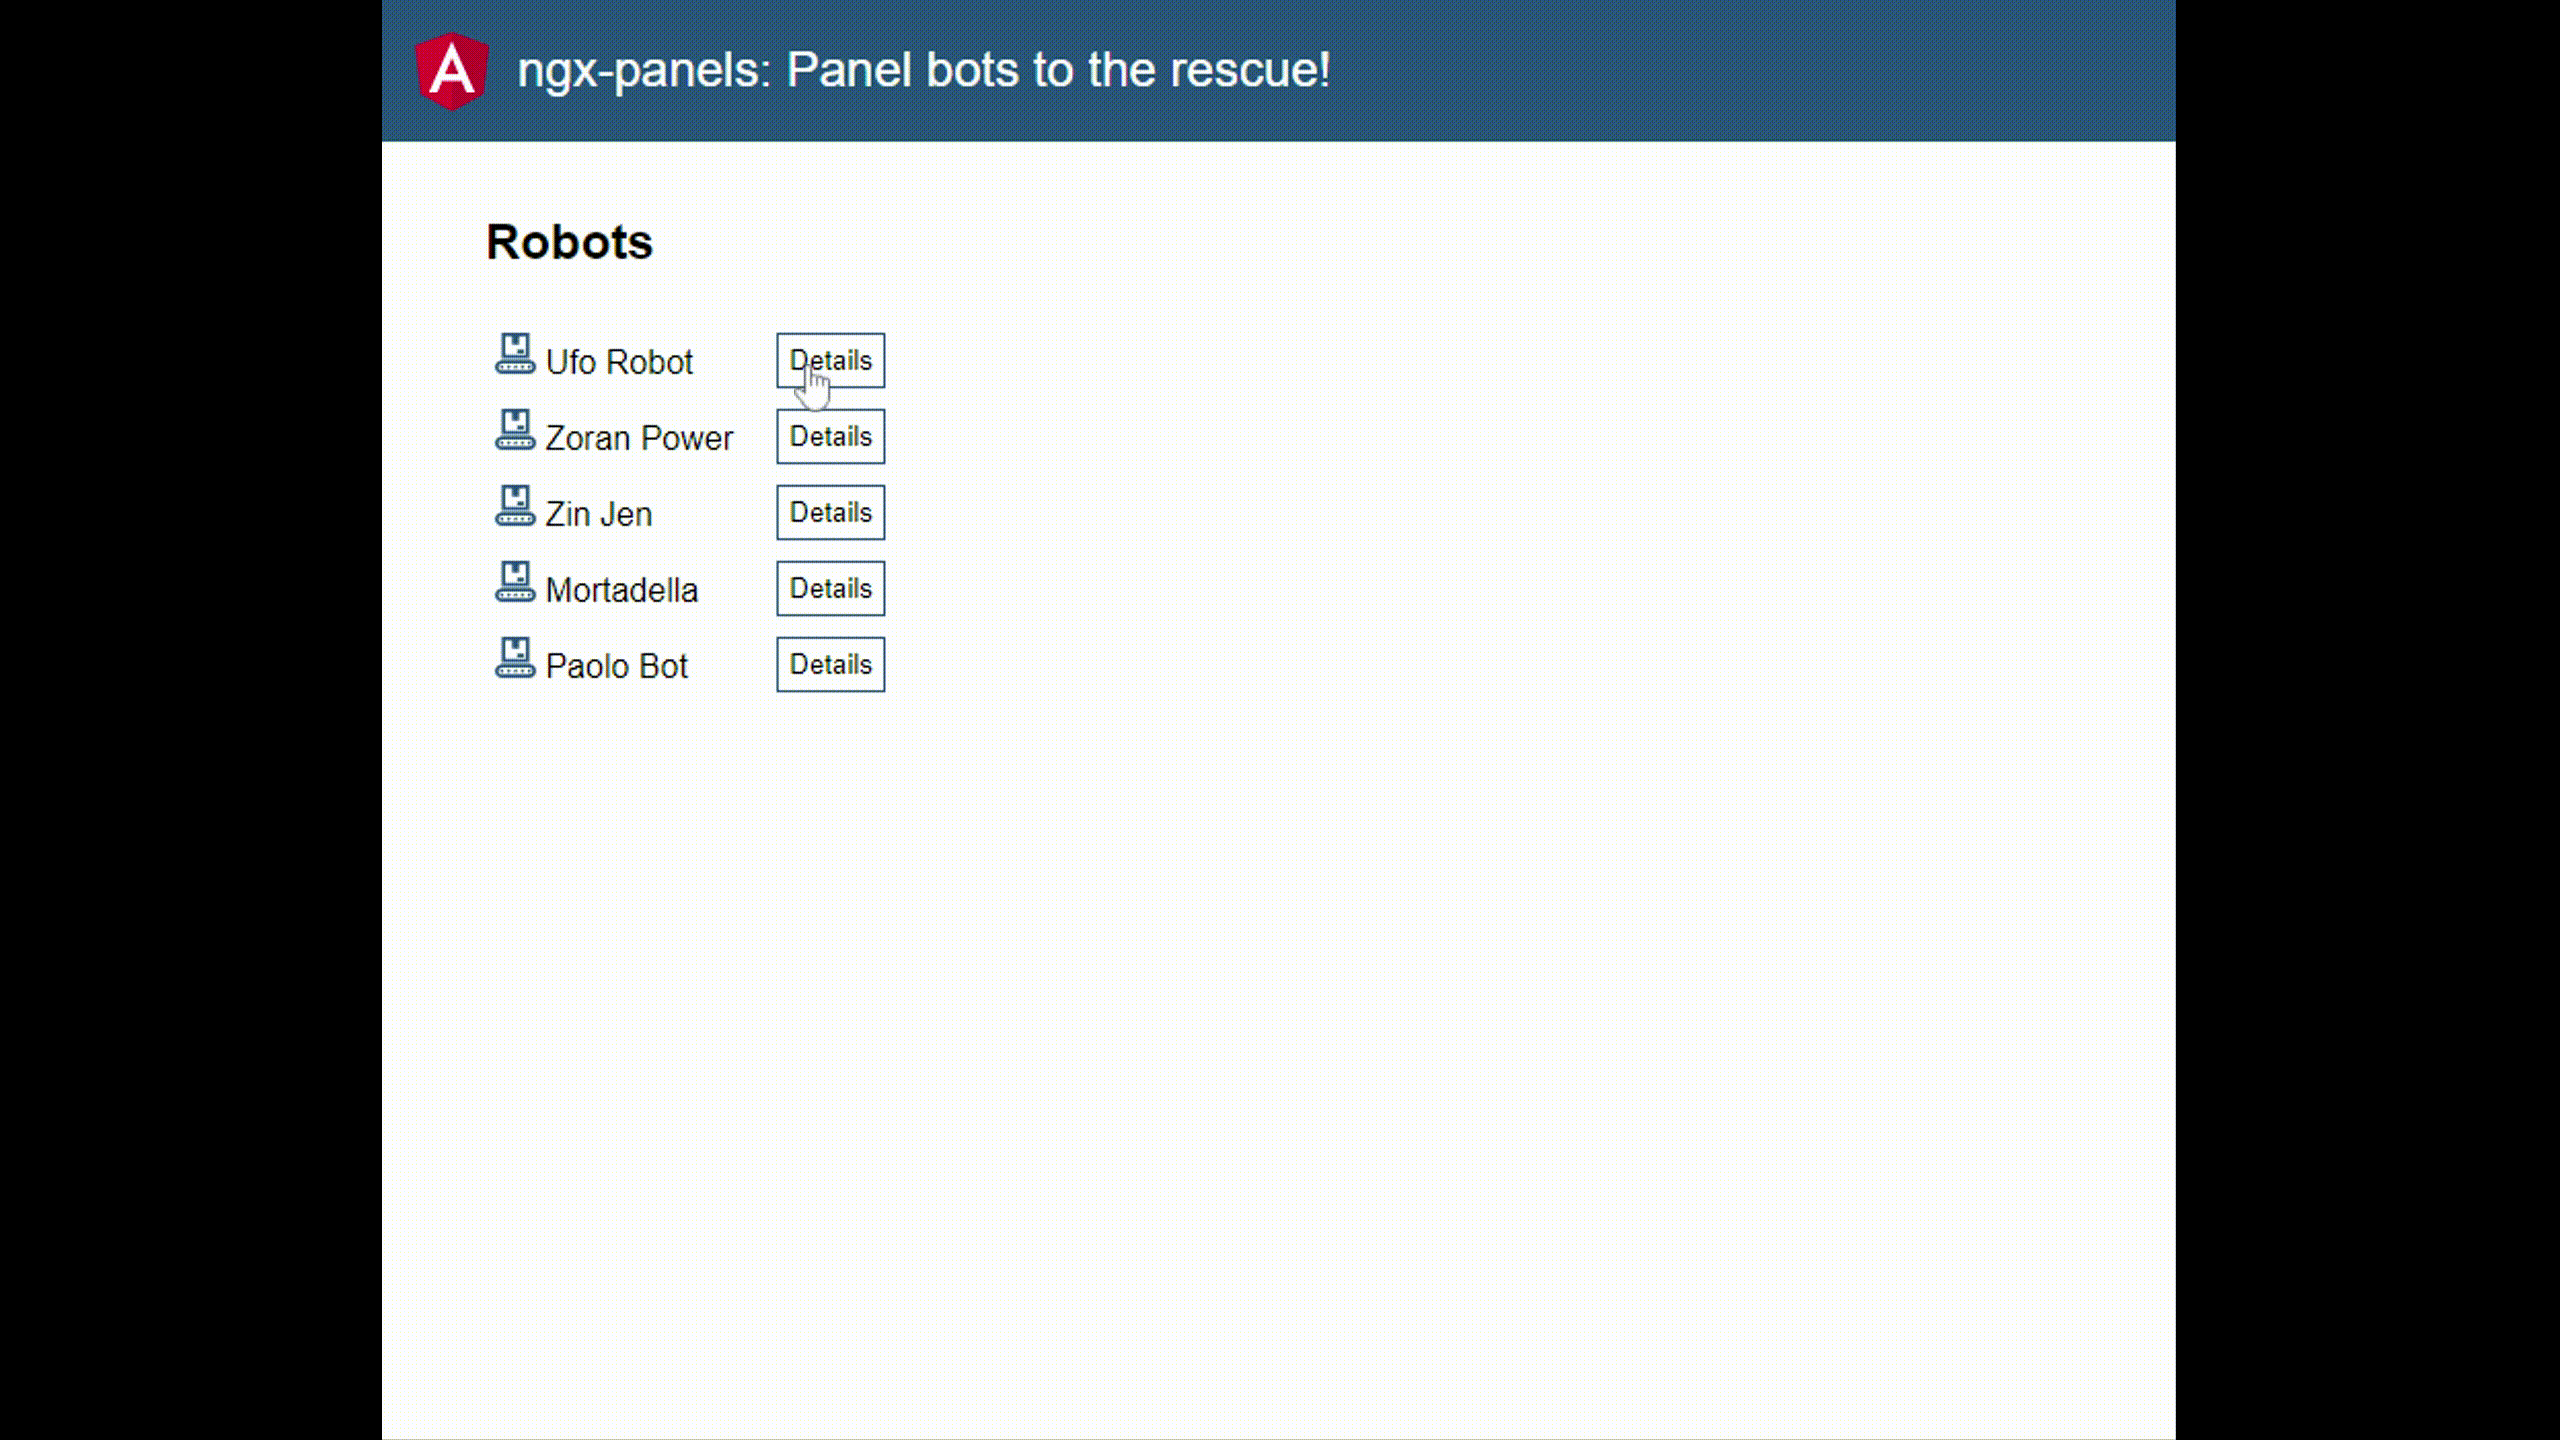 ngx-panels: Panel bots to the rescue!
Robots
Ufo Robot Details
Zoran Power Details
Zin Jen Details
Mortadella Details
Paolo Bot Details